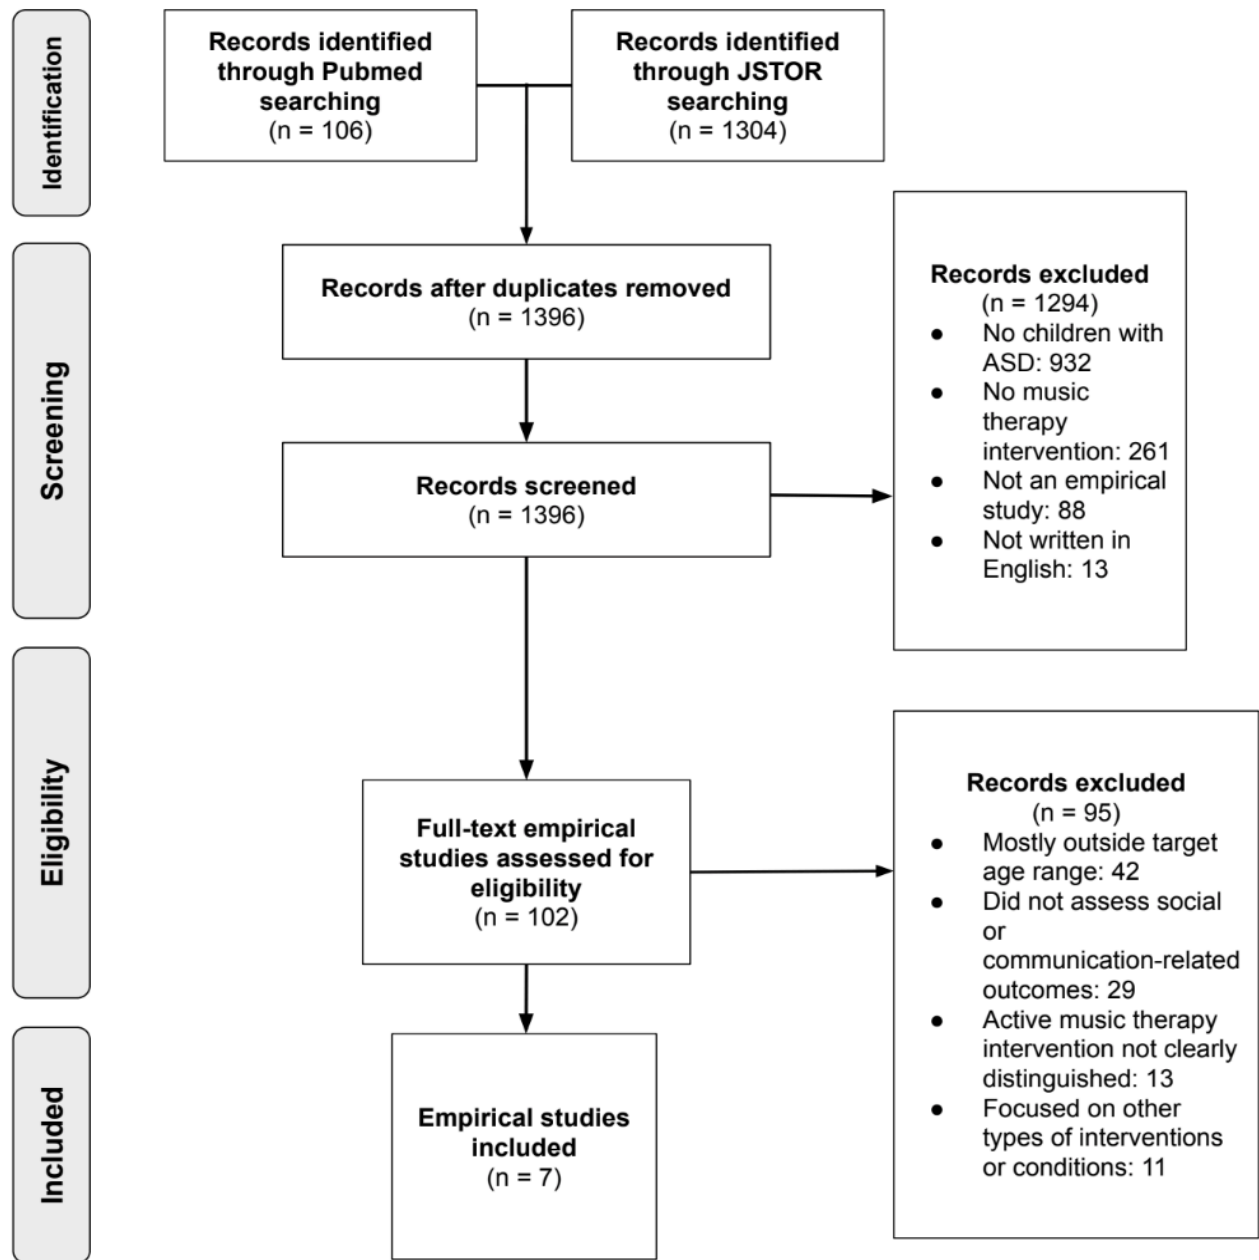 Identification
Records identified
through Pubmed
searching
(n = 106)
Records identified
through JSTOR
searching
(n = 1304)
Screening
Records after duplicates removed
(n = 1396)
Records screened
(n = 1396)
Records excluded
(n = 1294)
● No children with
ASD: 932
● No music
therapy
intervention: 261
● Not an empirical
study: 88
● Not written in
English: 13
Eligibility
Full-text empirical
studies assessed for
eligibility
(n = 102)
Records excluded
(n = 95)
● Mostly outside target
age range: 42
● Did not assess social
or
communication-related
outcomes: 29
● Active music therapy
intervention not clearly
distinguished: 13
● Focused on other
types of interventions
or conditions: 11
Included
Empirical studies
included
(n = 7)